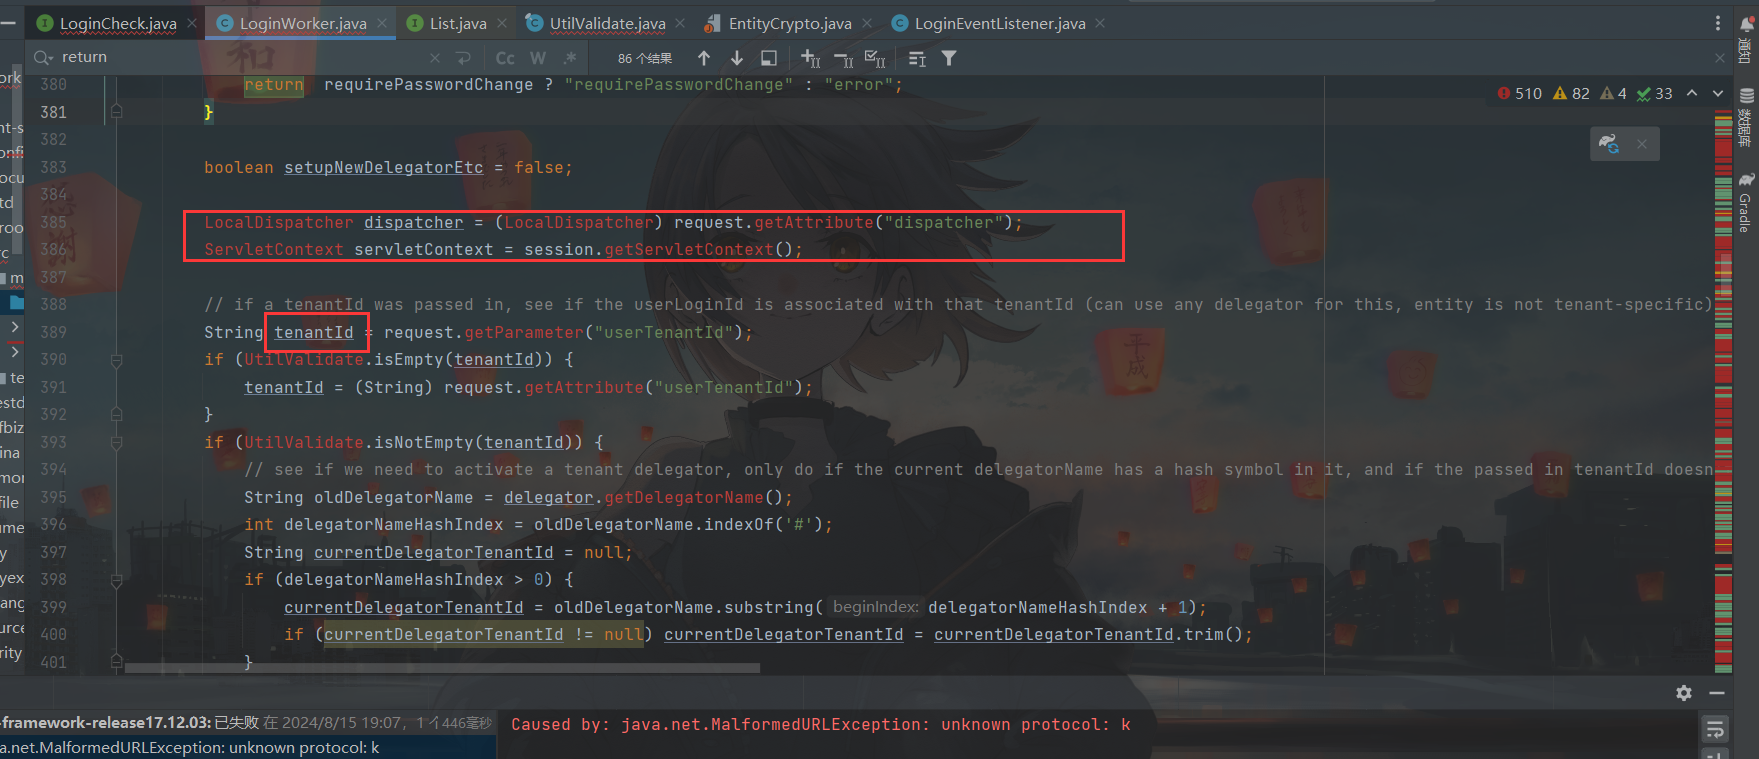 LoginCheck.java
LoginWorker.java
List.java
UtilValidate.java
EntityCrypto.java
LoginEventListener.java
return
Cc W .*
86 个结果
通知
数据库
Gradle
510 82 4 33
380 return requirePasswordChange ? "requirePasswordChange" : "error";
381 }
382
383 boolean setupNewDelegatorEtc = false;
384
385 LocalDispatcher dispatcher = (LocalDispatcher) request.getAttribute("dispatcher");
386 ServletContext servletContext = session.getServletContext();
387
388 // if a tenantId was passed in, see if the userLoginId is associated with that tenantId (can use any delegator for this, entity is not tenant-specific)
389 String tenantId = request.getParameter("userTenantId");
390 if (UtilValidate.isEmpty(tenantId)) {
391 tenantId = (String) request.getAttribute("userTenantId");
392 }
393 if (UtilValidate.isNotEmpty(tenantId)) {
394 // see if we need to activate a tenant delegator, only do if the current delegatorName has a hash symbol in it, and if the passed in tenantId doesn
395 String oldDelegatorName = delegator.getDelegatorName();
396 int delegatorNameHashIndex = oldDelegatorName.indexOf('#');
397 String currentDelegatorTenantId = null;
398 if (delegatorNameHashIndex > 0) {
399 currentDelegatorTenantId = oldDelegatorName.substring( beginIndex: delegatorNameHashIndex + 1);
400 if (currentDelegatorTenantId != null) currentDelegatorTenantId = currentDelegatorTenantId.trim();
401 }
-framework-release17.12.03: 已失败 在 2024/8/15 19:07,
446毫秒
a.net.MalformedURLException: unknown protocol: k
Caused by: java.net.MalformedURLException: unknown protocol: k